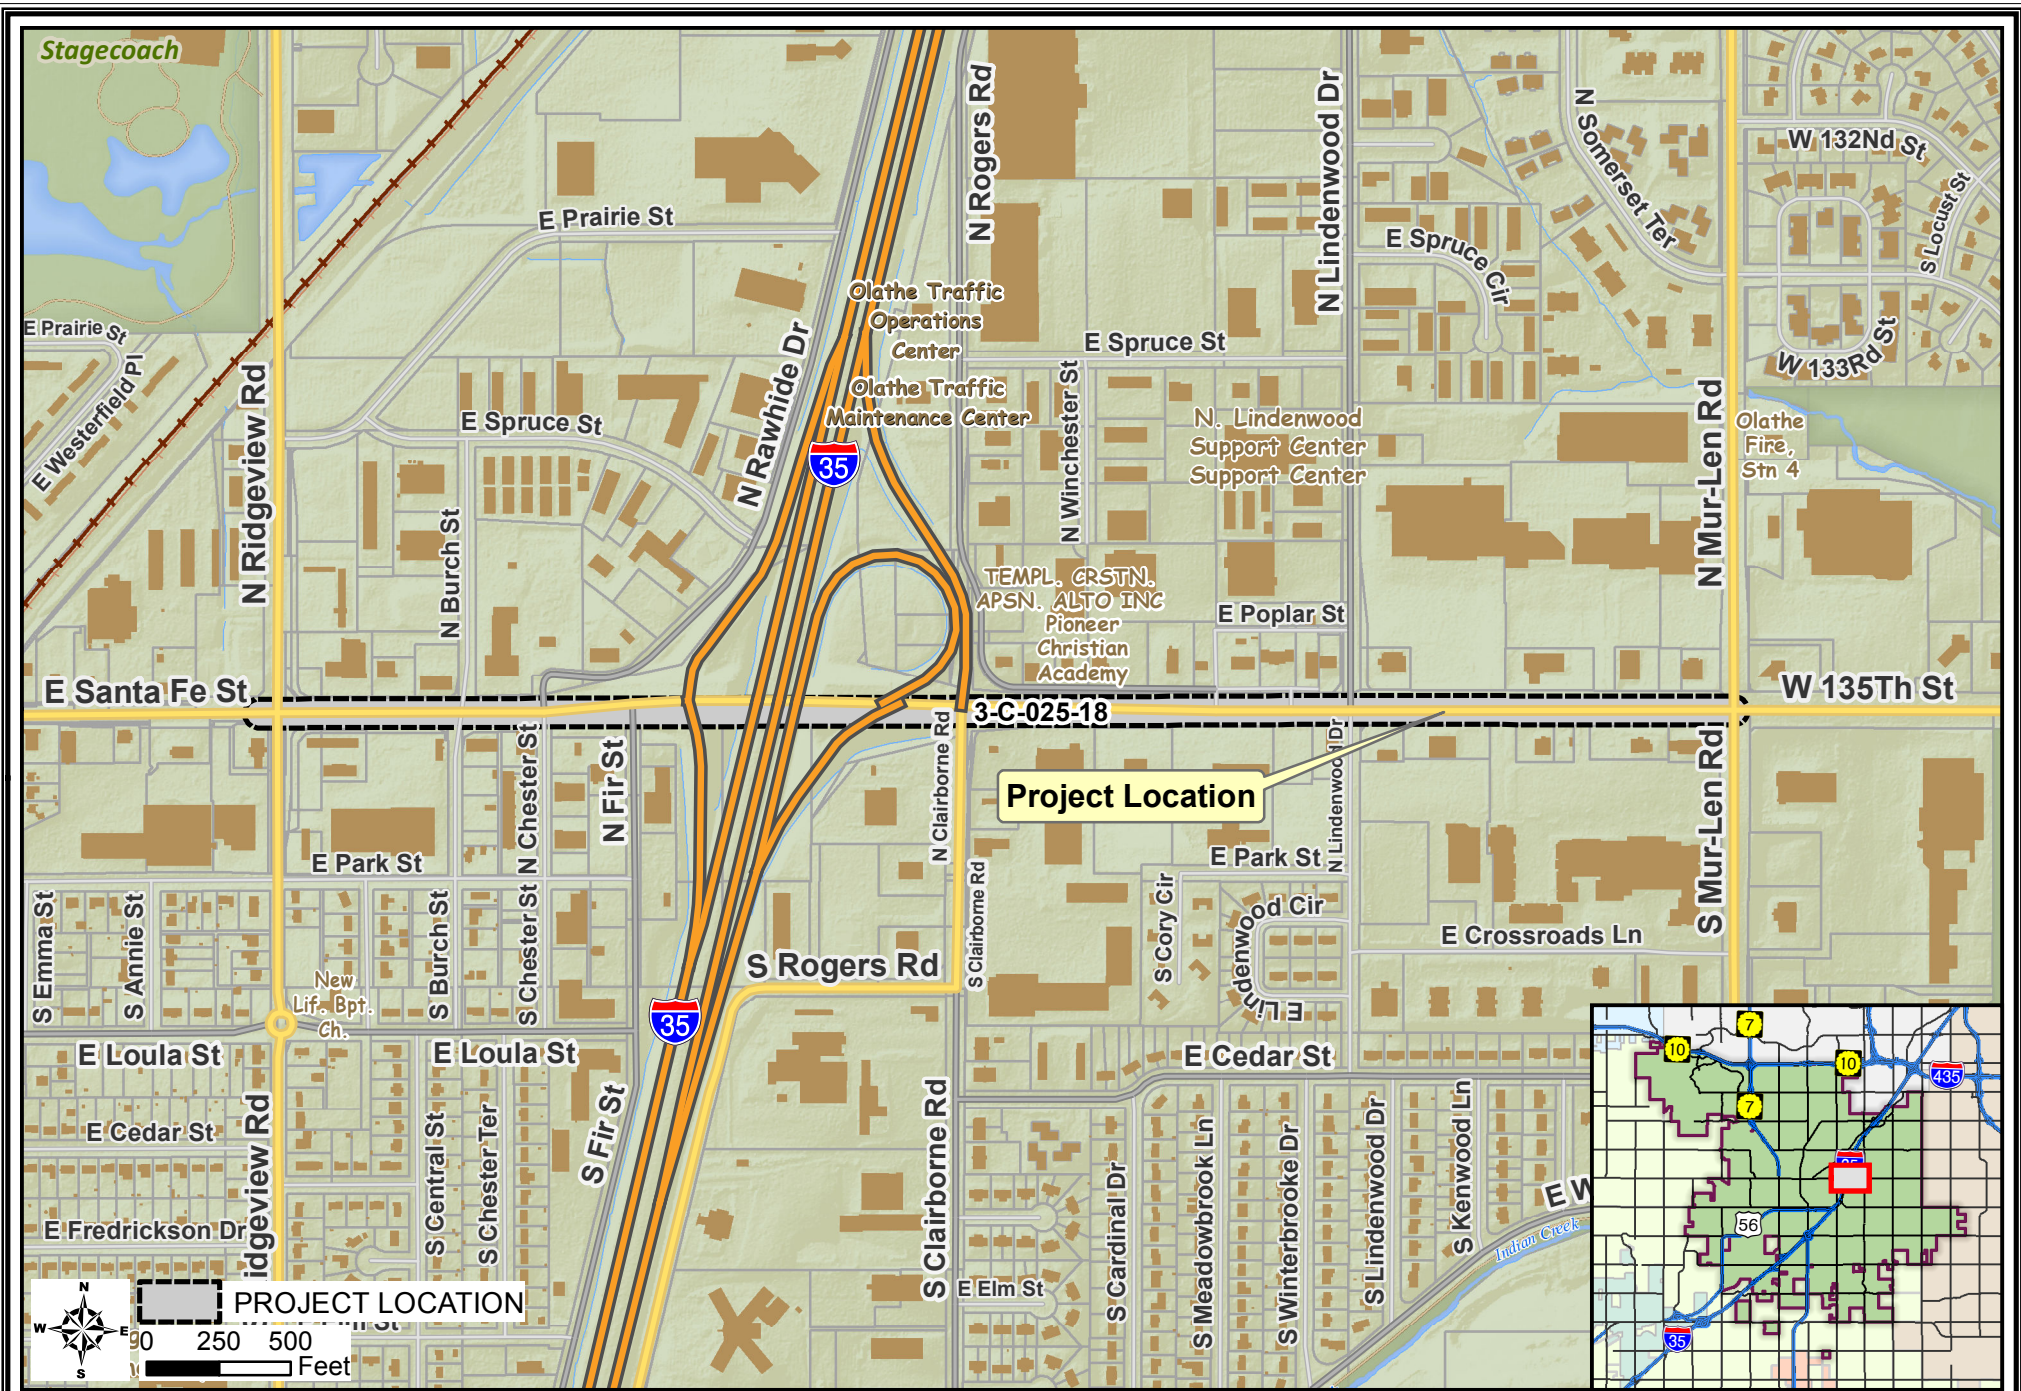 Stagecoach
N Rogers Rd
N Lindenwood Dr
N Somerset Ter
W 132Nd St
S Locust St
E Prairie St
E Spruce Cir
Olathe Traffic
Operations
Center
E Prairie St
E Westerfield Pl
N Ridgeview Rd
N Rawhide Dr
E Spruce St
W 133Rd St
Olathe Traffic
Maintenance Center
N Winchester St
N. Lindenwood
Support Center
Support Center
N Mur-Len Rd
Olathe
Fire,
Stn 4
E Spruce St
35
N Burch St
TEMPL. CRSTN.
APSN. ALTO INC
Pioneer
Christian
Academy
E Poplar St
E Santa Fe St
W 135Th St
3-C-025-18
N Chester St
N Fir St
N Clairborne Rd
N Lindenwood Dr
S Mur-Len Rd
Project Location
E Park St
E Park St
S Emma St
S Annie St
S Burch St
S Chester St
S Clairborne Rd
S Cory Cir
E Lindenwood Cir
E Crossroads Ln
S Rogers Rd
New
Lif. Bpt.
Ch.
35
E Loula St
E Loula St
E Cedar St
S Fir St
S Clairborne Rd
E Cedar St
S Central St
S Chester Ter
S Cardinal Dr
S Meadowbrook Ln
S Winterbrooke Dr
S Lindenwood Dr
S Kenwood Ln
E W
Indian Creek
E Fredrickson Dr
idgeview Rd
E Elm St
N
W
E
S
PROJECT LOCATION
0 250 500
Feet
7
10
10
435
7
56
35